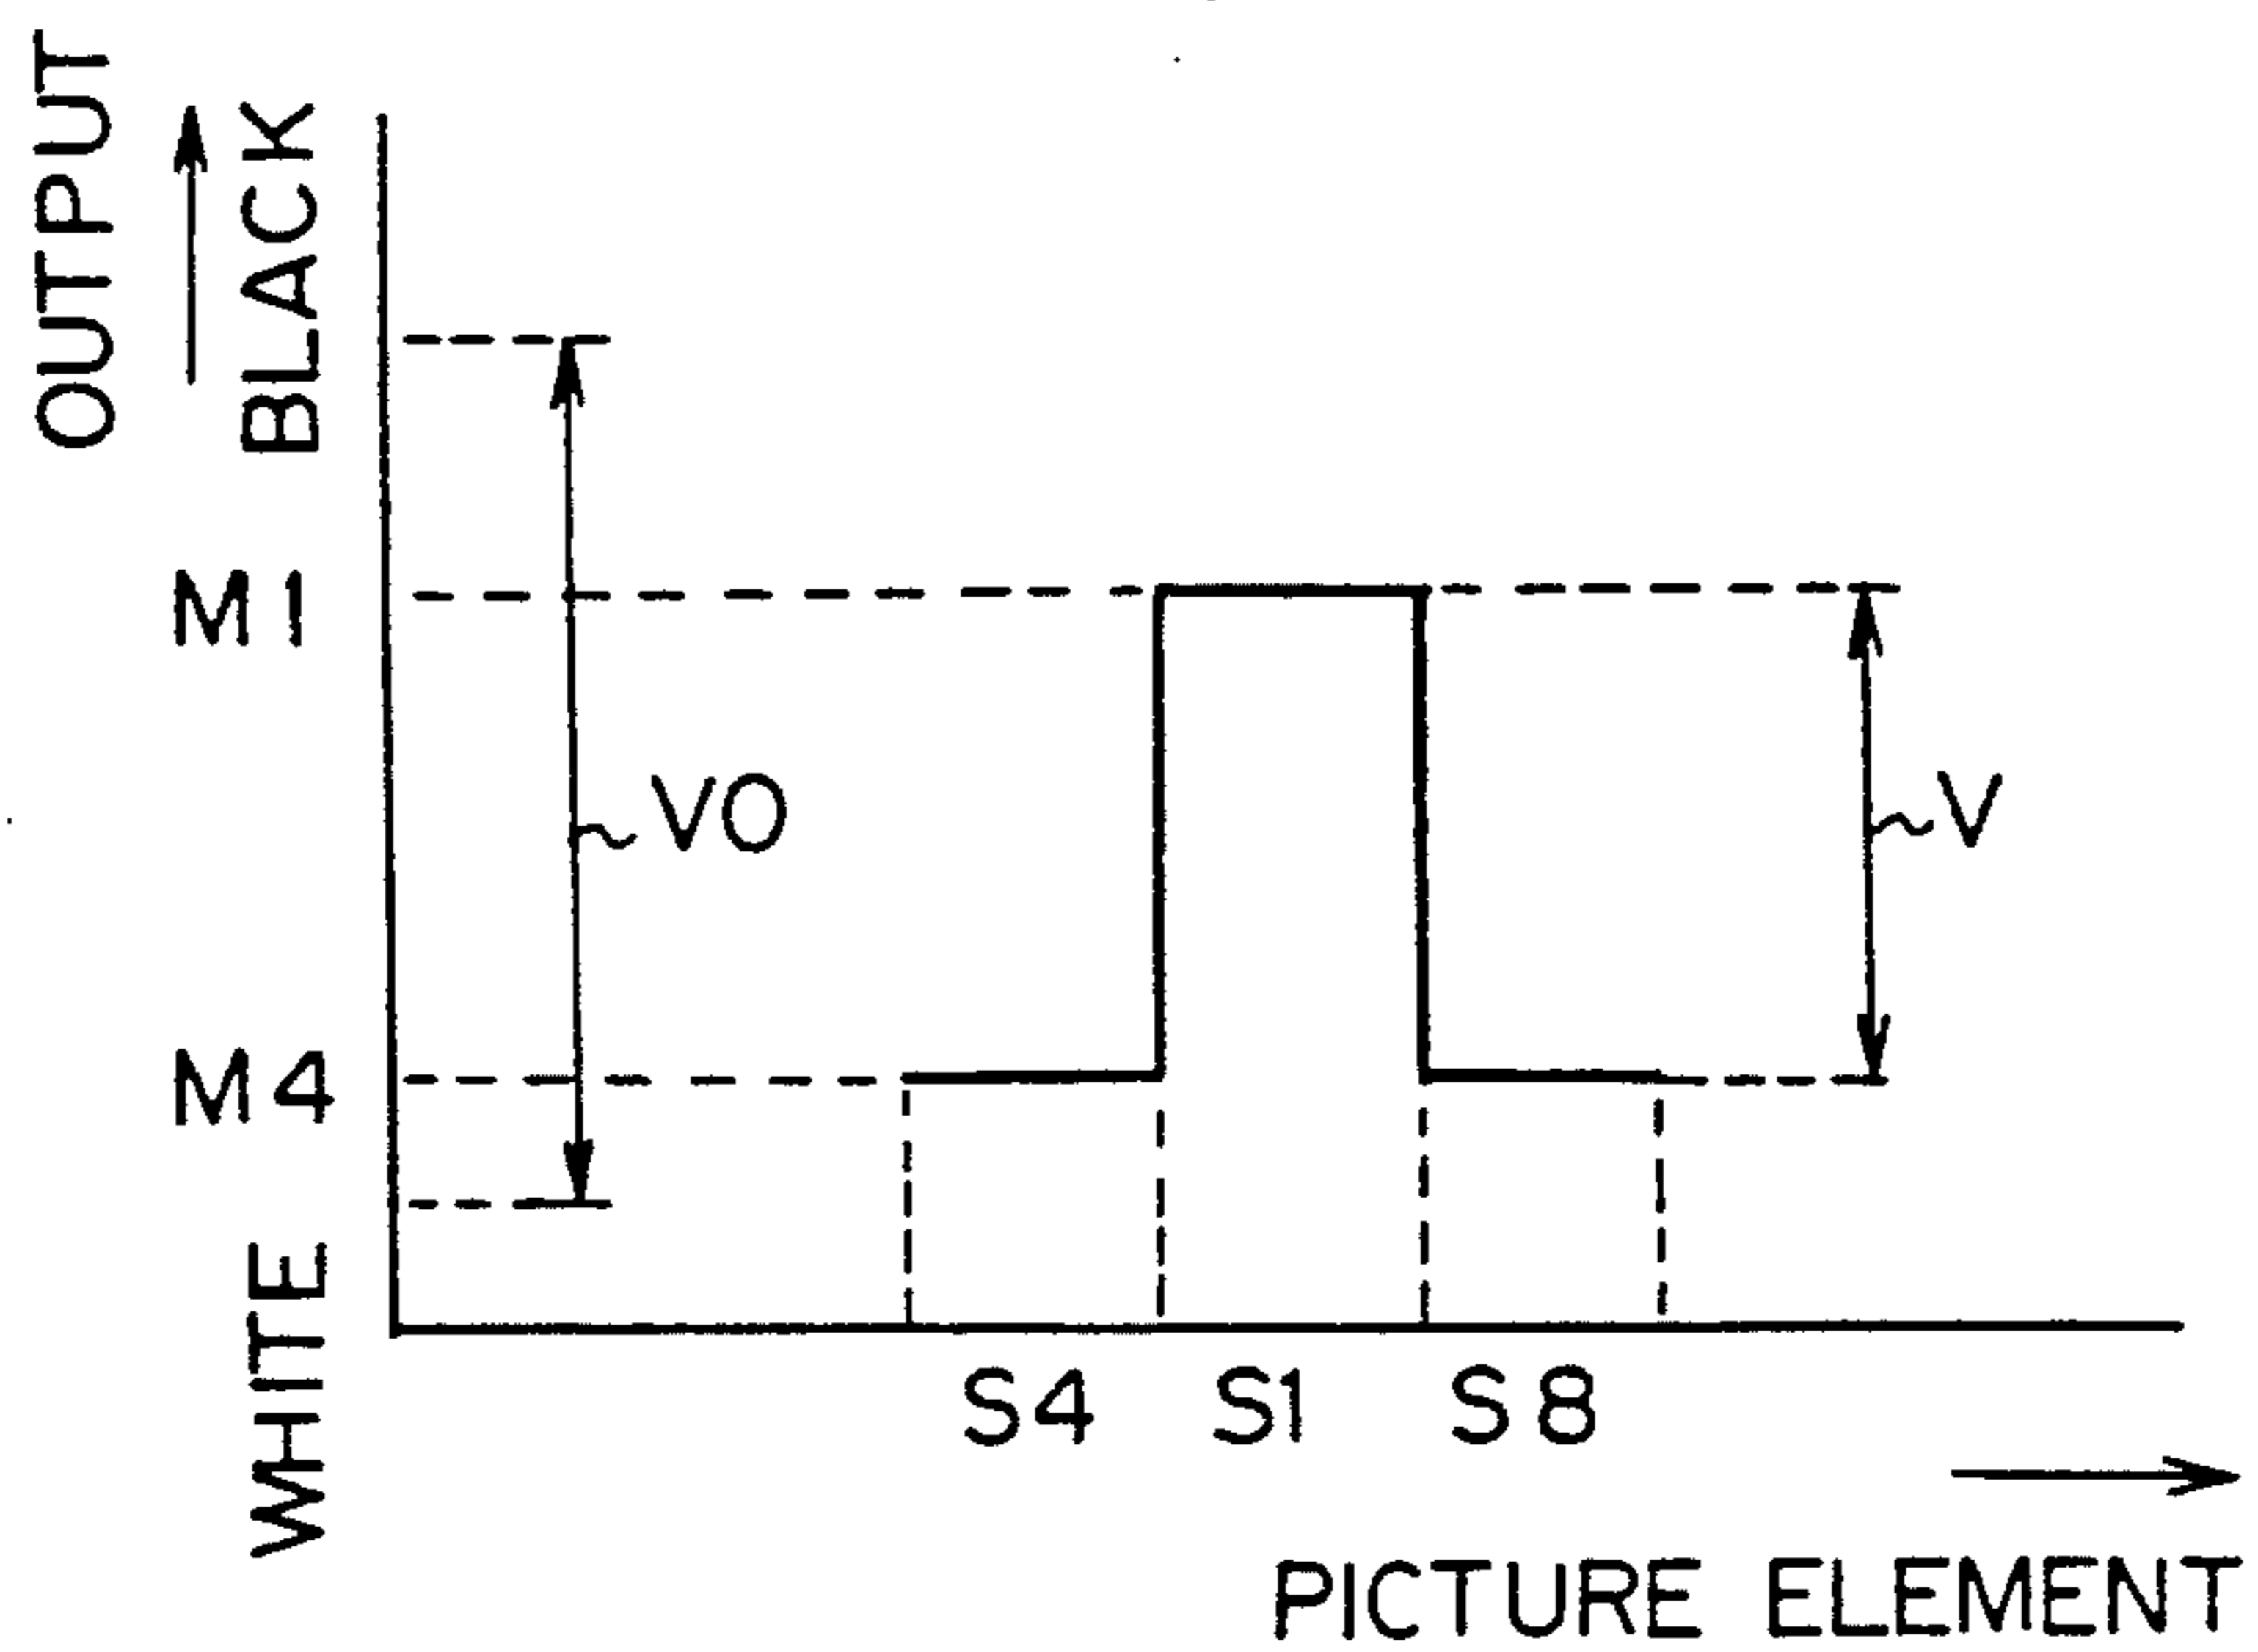 OUTPUT
BLACK
M1
VO
V
M4
WHITE
S4 S1 S8
PICTURE ELEMENT